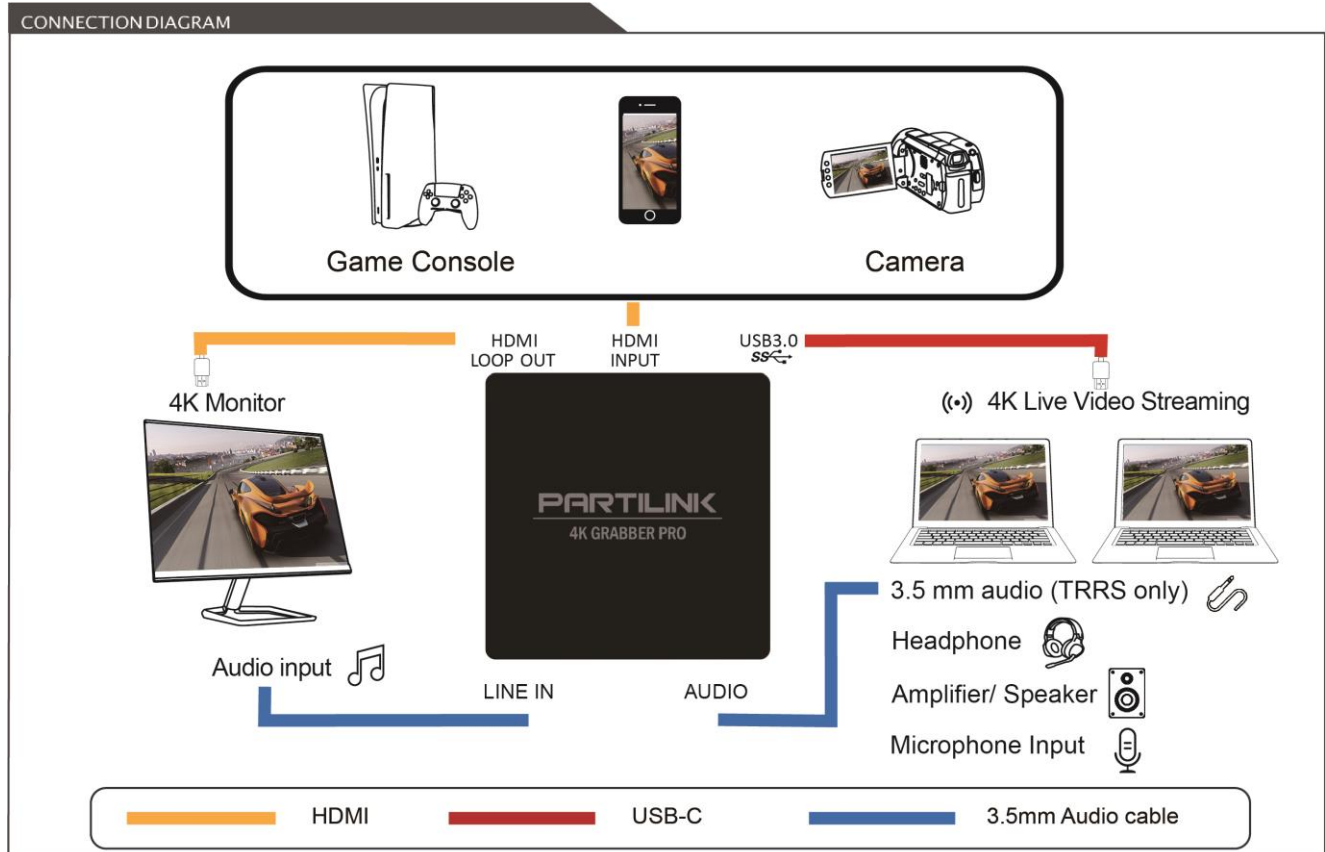 CONNECTION DIAGRAM
Game Console
Camera
HDMI
LOOP OUT
HDMI
INPUT
USB3.0
SS
4K Monitor
4K Live Video Streaming
PARTILINK
4K GRABBER PRO
3.5 mm audio (TRRS only)
Headphone
Audio input
LINE IN
AUDIO
Amplifier/ Speaker
Microphone Input
HDMI
USB-C
3.5mm Audio cable